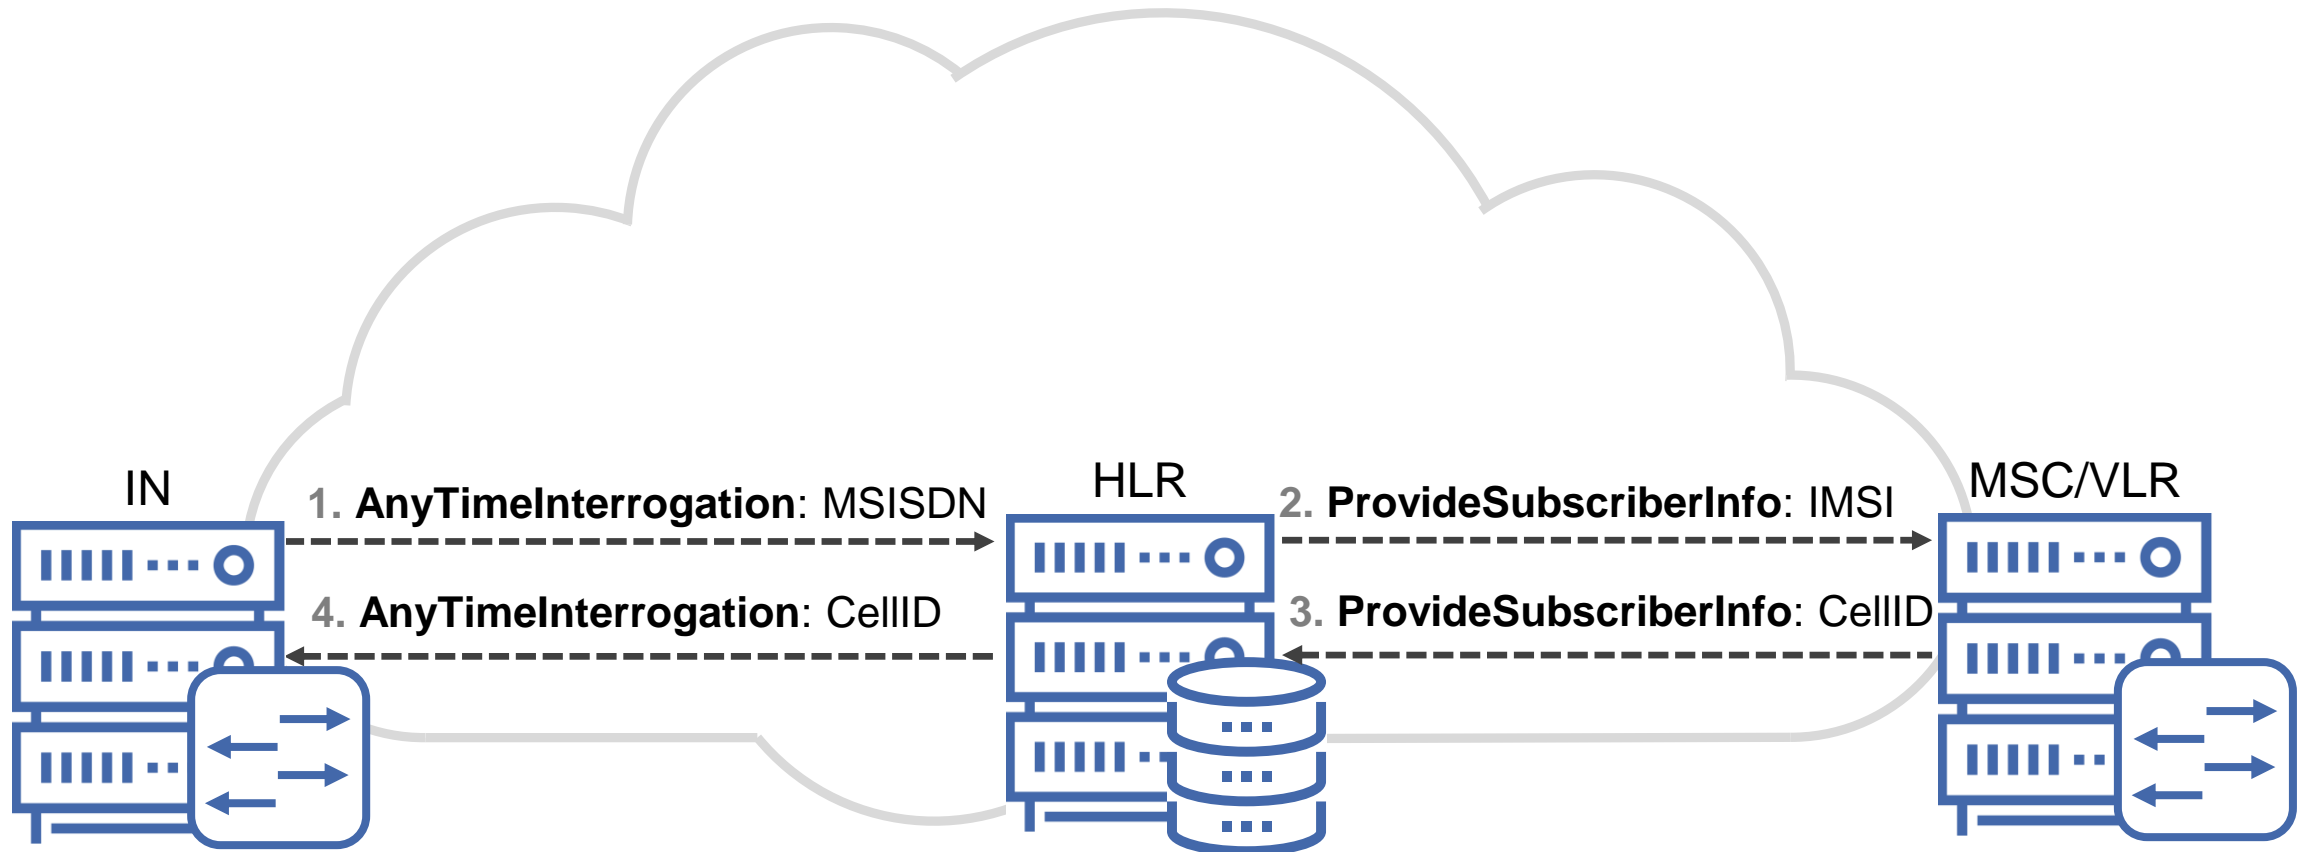 IN
HLR
MSC/VLR
1. AnyTimeInterrogation: MSISDN
2. ProvideSubscriberInfo: IMSI
4. AnyTimeInterrogation: CellID
3. ProvideSubscriberInfo: CellID